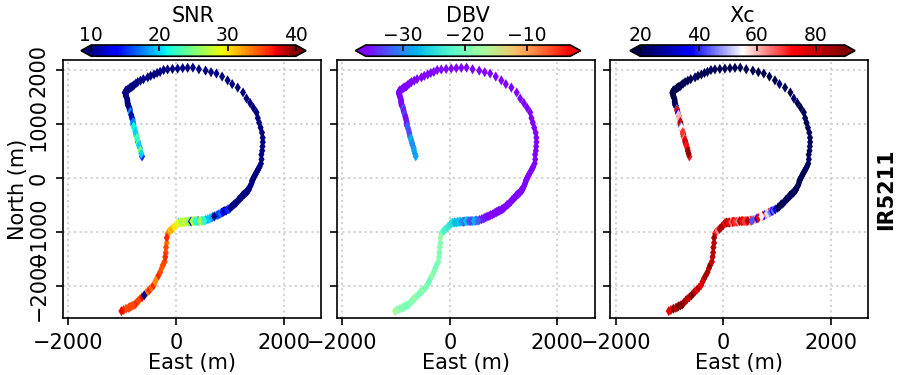 SNR DBV Xc
10 20 30 40 −30 −20 −10 20 40 60 80
2000
1000
0
−1000
−2000
North (m)
−2000 0 2000 −2000 0 2000 −2000 0 2000
East (m) East (m) East (m)
IR5211